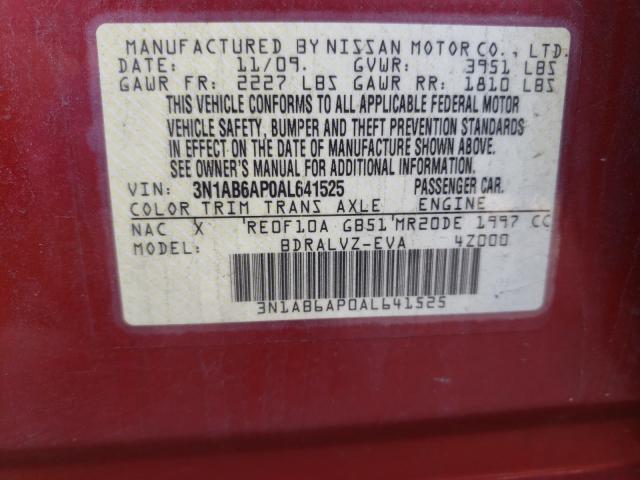 MANUFACTURED BY NISSAN MOTOR CO., LTD.
DATE: 11/09. GVWR: 3951 LBS
GAWR FR: 2227 LBS GAWR RR: 1810 LBS
THIS VEHICLE CONFORMS TO ALL APPLICABLE FEDERAL MOTOR
VEHICLE SAFETY, BUMPER AND THEFT PREVENTION STANDARDS
IN EFFECT ON THE DATE OF MANUFACTURE SHOWN ABOVE.
SEE OWNER'S MANUAL FOR ADDITIONAL INFORMATION.
VIN: 3N1AB6AP0AL641525 PASSENGER CAR.
COLOR TRIM TRANS AXLE ENGINE
NAC X RE0F10A GB51 MR20DE 1997 CC
MODEL: BDRALVZ-EVA 4Z000
3N1AB6AP0AL641525